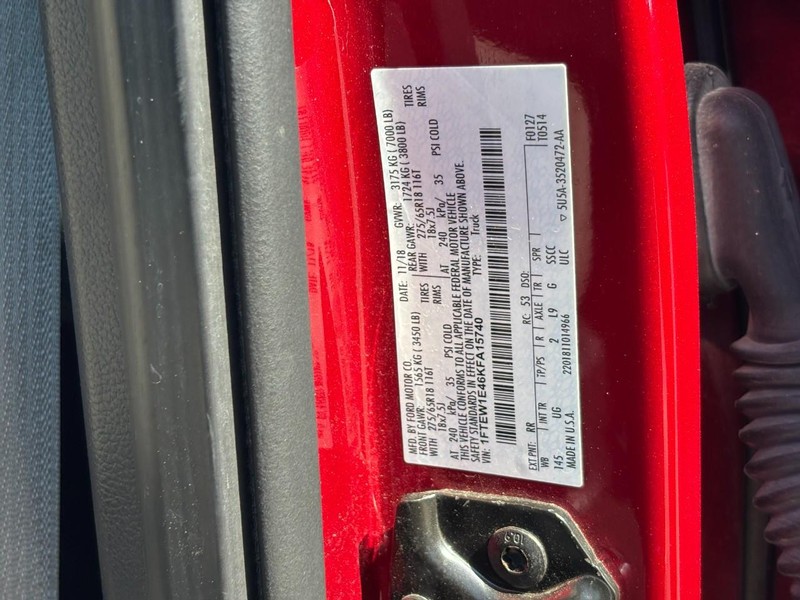 MFD. BY FORD MOTOR CO. DATE: 11/18 GVWR: 3175 KG ( 7000 LB)
FRONT GAWR: 1565 KG ( 3450 LB) REAR GAWR: 1724 KG ( 3800 LB)
WITH 275/65R18 116T TIRES WITH 275/65R18 116T TIRES
18x7.5J RIMS 18x7.5J RIMS
AT 240 kPa/ 35 PSI COLD AT 240 kPa/ 35 PSI COLD
THIS VEHICLE CONFORMS TO ALL APPLICABLE FEDERAL MOTOR VEHICLE
SAFETY STANDARDS IN EFFECT ON THE DATE OF MANUFACTURE SHOWN ABOVE.
VIN: 1FTEW1E46KFA15740 TYPE: Truck
F0127
EXT PNT: RR RC: 53 DSO: T0514
WB INT TR TP/PS R AXLE TR SPR
145 UG 2 L9 G SSCC ▽ 5U5A-3520472-AA
MADE IN U.S.A. 2201811014966 ULC
10.9